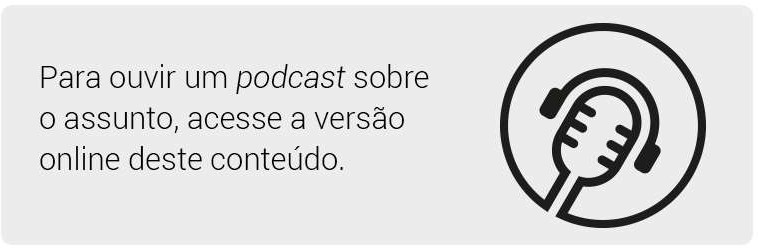 Para ouvir um podcast sobre
o assunto, acesse a versão
online deste conteúdo.